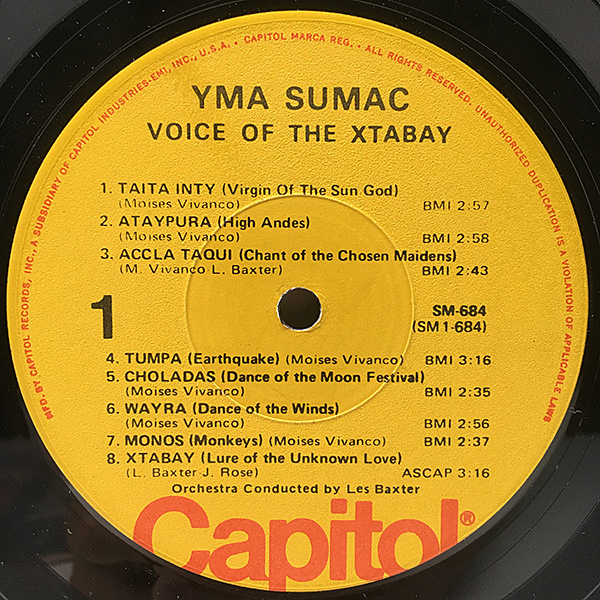 MFD. BY CAPITOL RECORDS, INC., A SUBSIDIARY OF CAPITOL INDUSTRIES-EMI, INC., U.S.A. • CAPITOL MARCA REG. • ALL RIGHTS RESERVED. UNAUTHORIZED DUPLICATION IS A VIOLATION OF APPLICABLE LAWS
YMA SUMAC
VOICE OF THE XTABAY
1. TAITA INTY (Virgin Of The Sun God)
(Moises Vivanco) BMI 2:57
2. ATAYPURA (High Andes)
(Moises Vivanco) BMI 2:58
3. ACCLA TAQUI (Chant of the Chosen Maidens)
(M. Vivanco-L. Baxter) BMI 2:43
1
SM-684
(SM1-684)
4. TUMPA (Earthquake) (Moises Vivanco) BMI 3:16
5. CHOLADAS (Dance of the Moon Festival)
(Moises Vivanco) BMI 2:35
6. WAYRA (Dance of the Winds)
(Moises Vivanco) BMI 2:56
7. MONOS (Monkeys) (Moises Vivanco) BMI 2:37
8. XTABAY (Lure of the Unknown Love)
(L. Baxter-J. Rose) ASCAP 3:16
Orchestra Conducted by Les Baxter
Capitol®